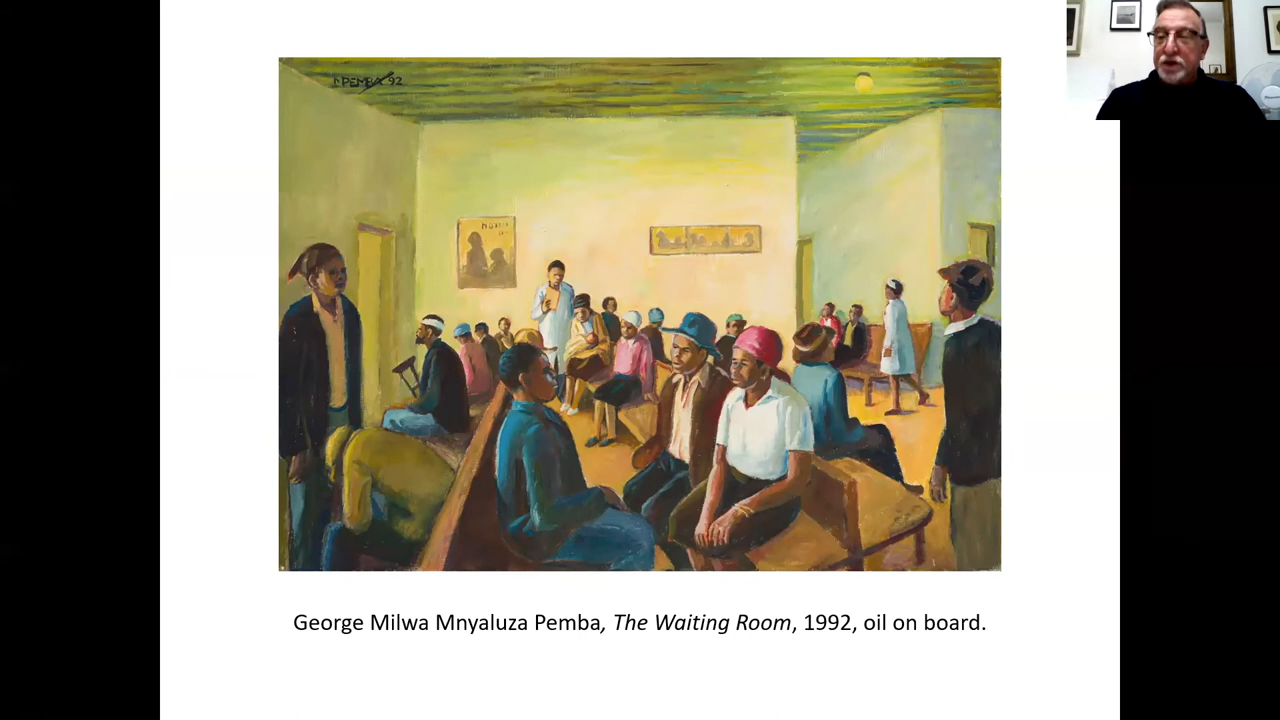 PEMBA 92
George Milwa Mnyaluza Pemba, The Waiting Room, 1992, oil on board.